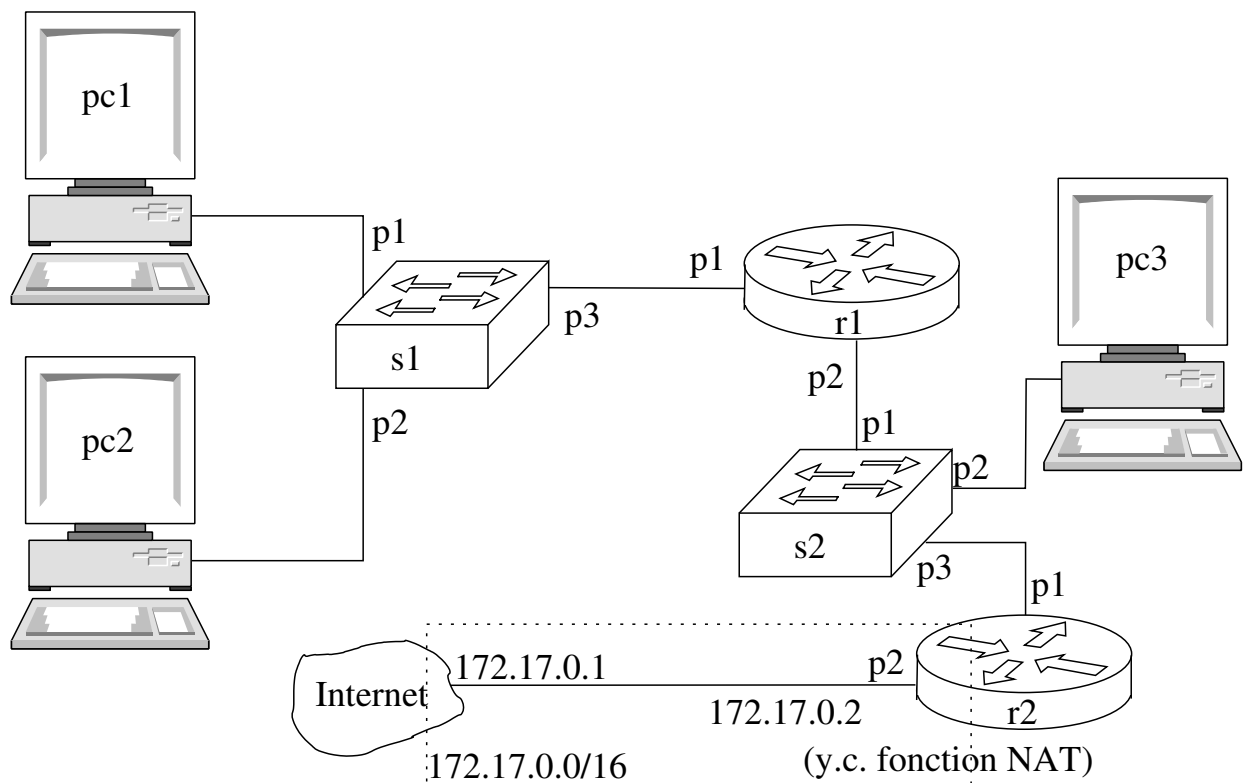 pc1
p1
p1
pc3
p3
r1
s1
p2
p2
pc2
p1
p2
s2
p3
p1
172.17.0.1
p2
Internet
172.17.0.2
r2
172.17.0.0/16
(y.c. fonction NAT)